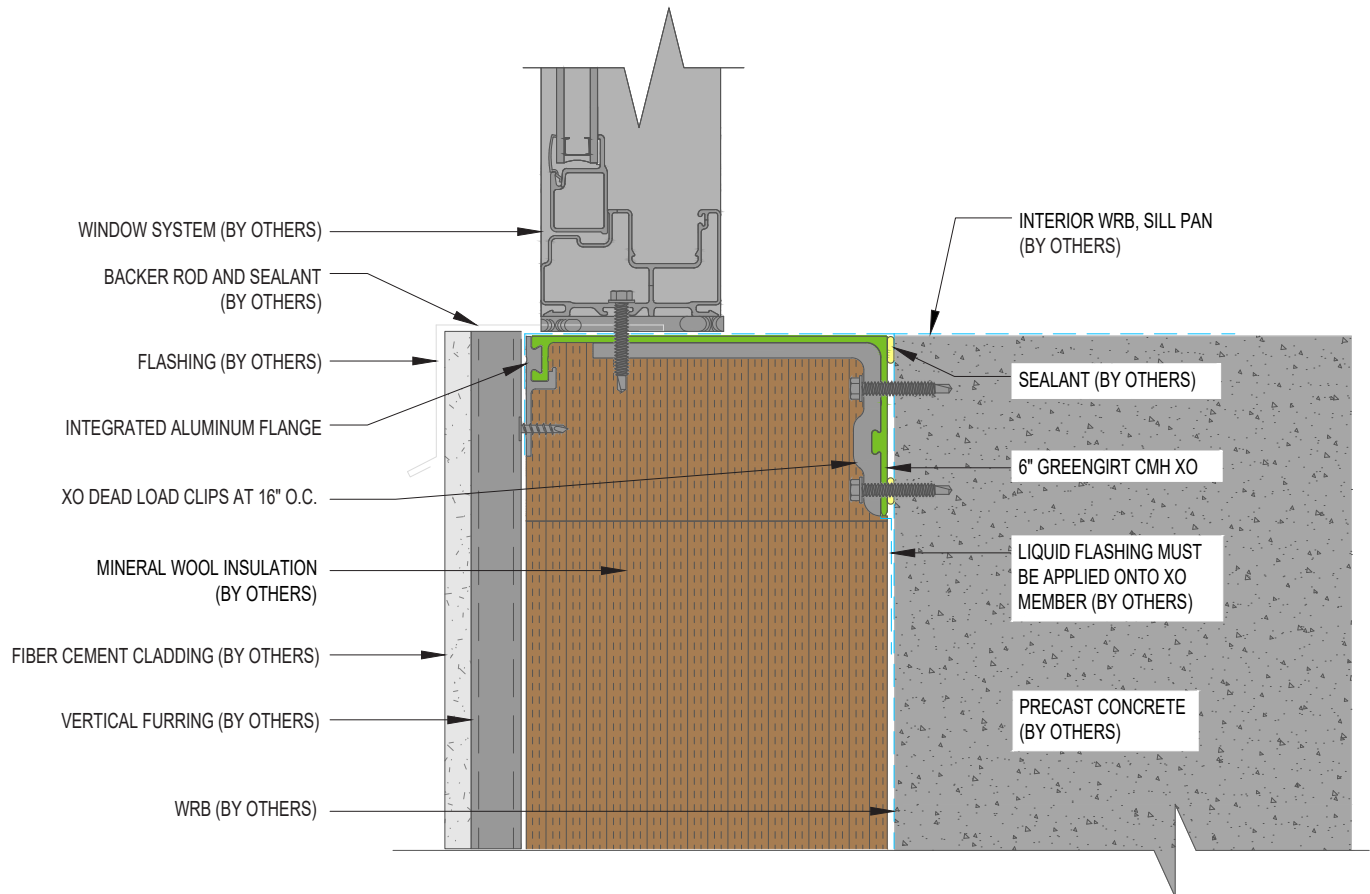 WINDOW SYSTEM (BY OTHERS)
BACKER ROD AND SEALANT
(BY OTHERS)
FLASHING (BY OTHERS)
INTEGRATED ALUMINUM FLANGE
XO DEAD LOAD CLIPS AT 16" O.C.
MINERAL WOOL INSULATION
(BY OTHERS)
FIBER CEMENT CLADDING (BY OTHERS)
VERTICAL FURRING (BY OTHERS)
WRB (BY OTHERS)
INTERIOR WRB, SILL PAN
(BY OTHERS)
SEALANT (BY OTHERS)
6" GREENGIRT CMH XO
LIQUID FLASHING MUST
BE APPLIED ONTO XO
MEMBER (BY OTHERS)
PRECAST CONCRETE
(BY OTHERS)